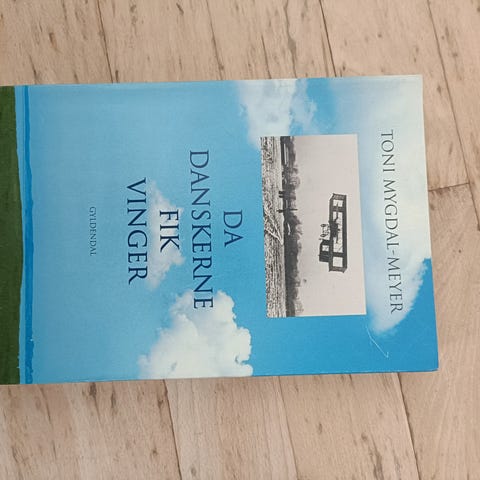 TONI MYGDAL-MEYER
DA
DANSKERNE
FIK
VINGER
GYLDENDAL